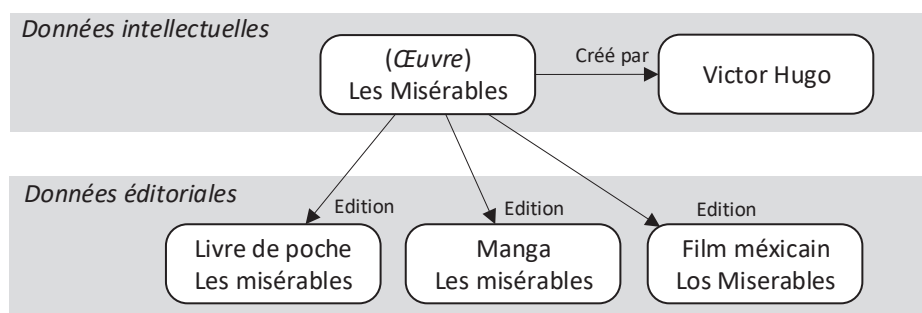 Données intellectuelles
(Œuvre)
Les Misérables
Créé par
Victor Hugo
Données éditoriales
Edition
Edition
Edition
Livre de poche
Les misérables
Manga
Les misérables
Film méxicain
Los Miserables